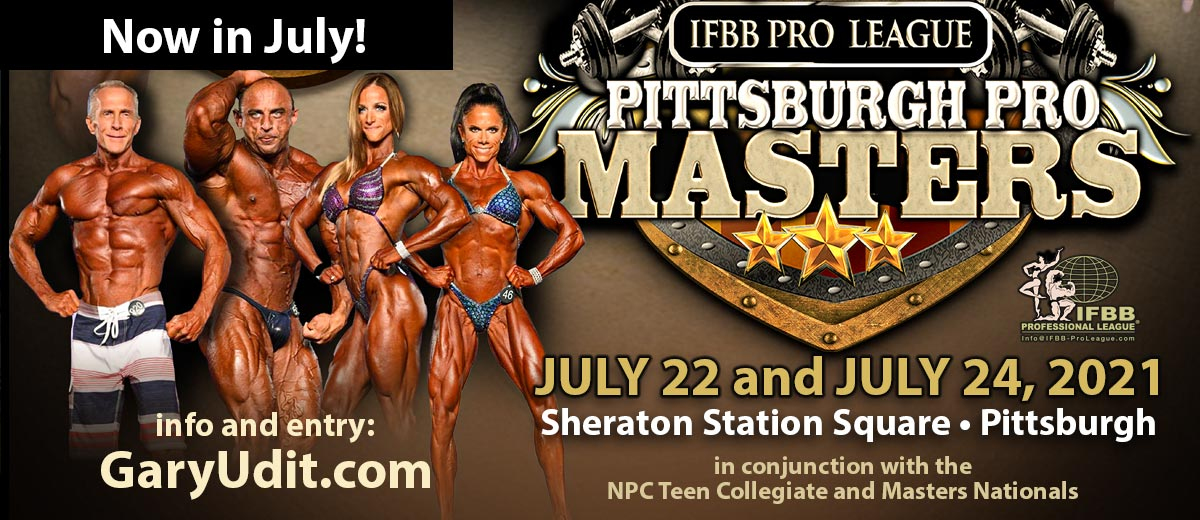 Now in July!
IFBB PRO LEAGUE
PITTSBURGH PRO
MASTERS
IFBB
PROFESSIONAL LEAGUE
Info@IFBB-ProLeague.com
46
JULY 22 and JULY 24, 2021
Sheraton Station Square • Pittsburgh
info and entry:
GaryUdit.com
in conjunction with the
NPC Teen Collegiate and Masters Nationals